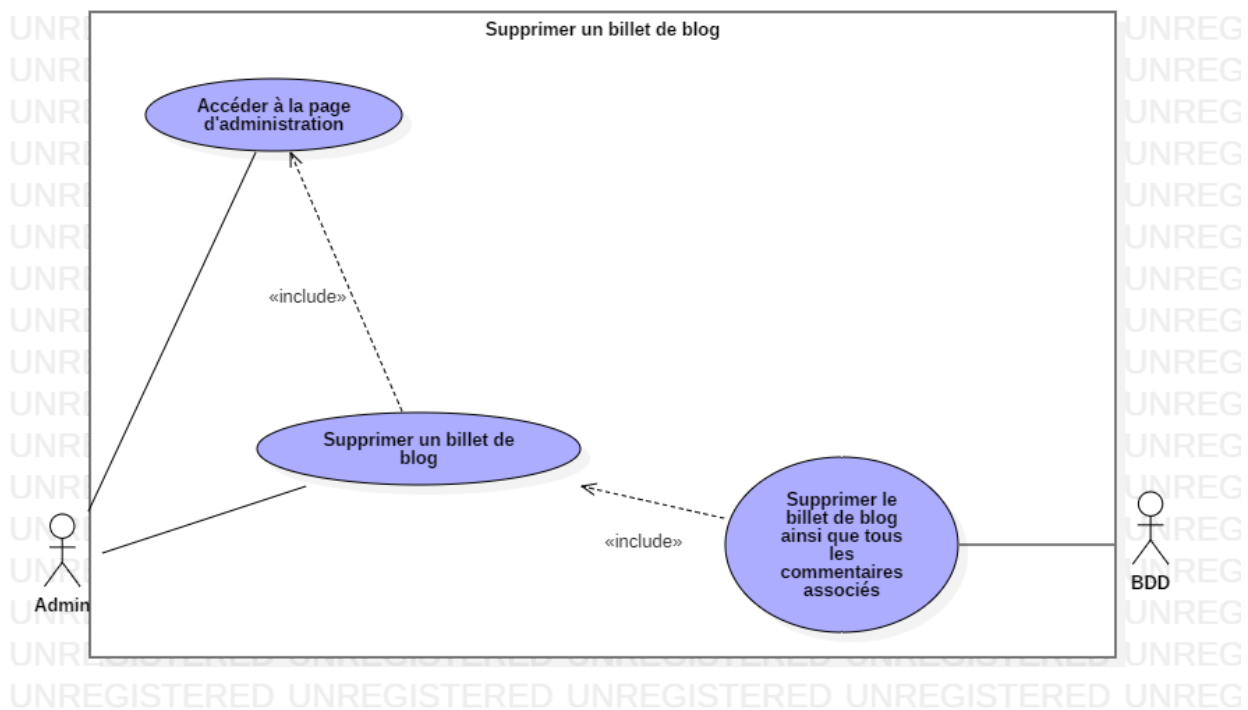 Supprimer un billet de blog
Accéder à la page
d'administration
«include»
Supprimer un billet de
blog
Supprimer le
billet de blog
ainsi que tous
les
commentaires
associés
«include»
Admin
BDD
UNREGISTERED UNREGISTERED UNREGISTERED UNREGISTERED UNREG